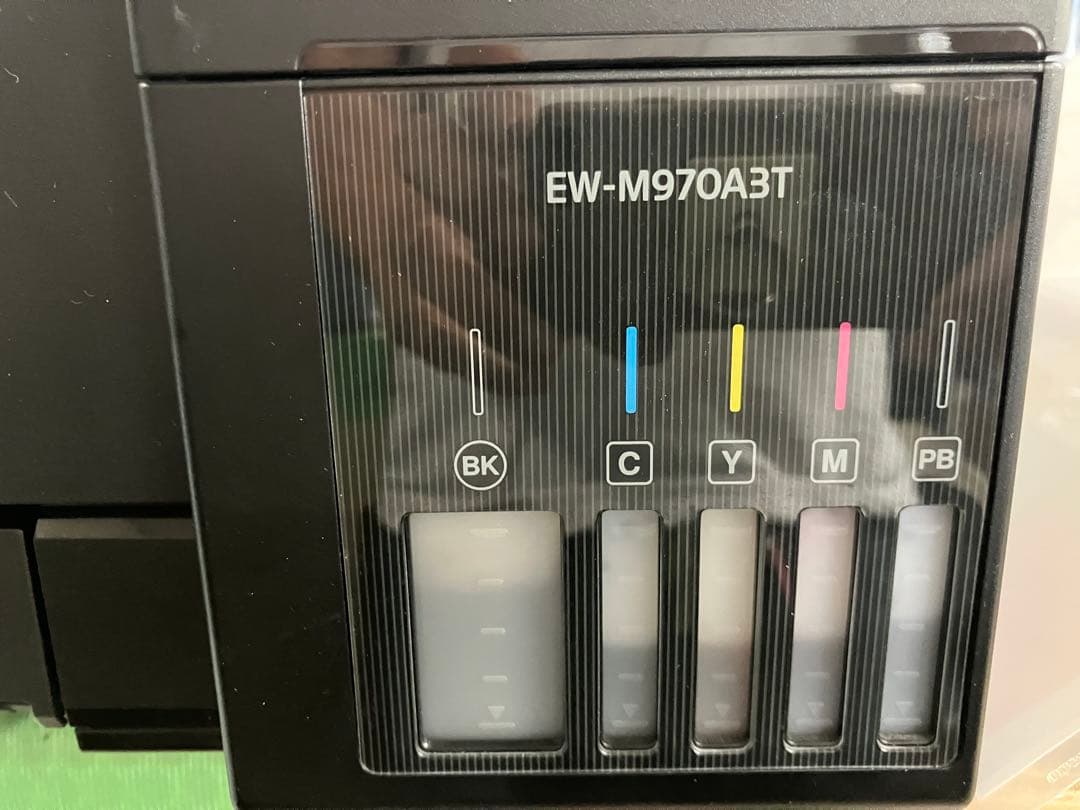 EW-M970A3T
BK C Y M PB